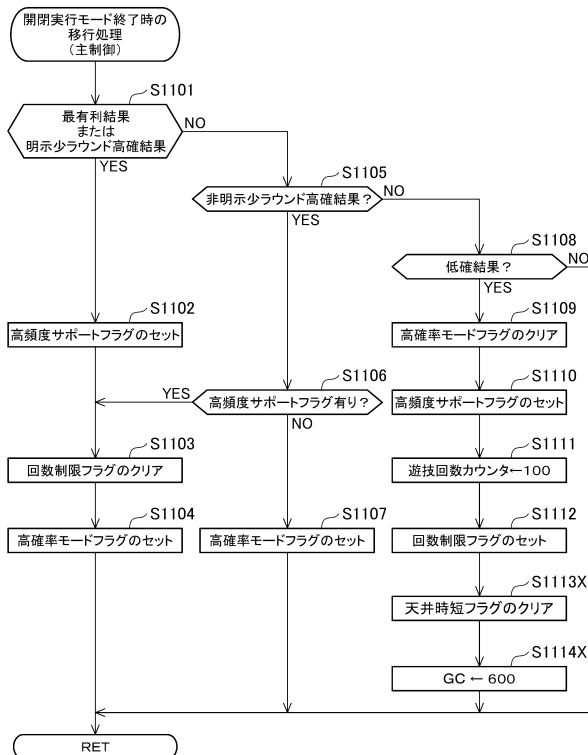 開閉実行モード終了時の
移行処理
（主制御）
S1101
最有利結果
または
明示少ラウンド高確結果
NO
YES
S1105
非明示少ラウンド高確結果？
NO
YES
S1108
低確結果？
NO
YES
S1102
高頻度サポートフラグのセット
S1109
高確率モードフラグのクリア
S1106
高頻度サポートフラグ有り？
YES
NO
S1110
高頻度サポートフラグのセット
S1103
回数制限フラグのクリア
S1111
遊技回数カウンタ←100
S1104
高確率モードフラグのセット
S1107
高確率モードフラグのセット
S1112
回数制限フラグのセット
S1113X
天井時短フラグのクリア
S1114X
GC ← 600
RET